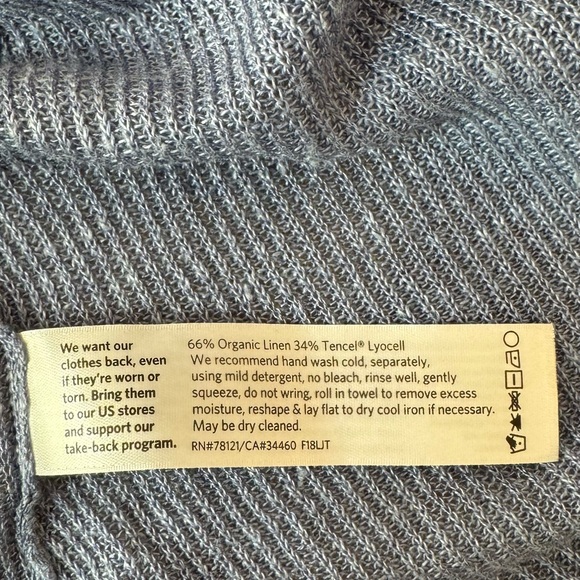 We want our
clothes back, even
if they're worn or
torn. Bring them
to our US stores
and support our
take-back program.
66% Organic Linen 34% Tencel® Lyocell
We recommend hand wash cold, separately,
using mild detergent, no bleach, rinse well, gently
squeeze, do not wring, roll in towel to remove excess
moisture, reshape & lay flat to dry cool iron if necessary.
May be dry cleaned.
RN#78121/CA#34460 F18LJT